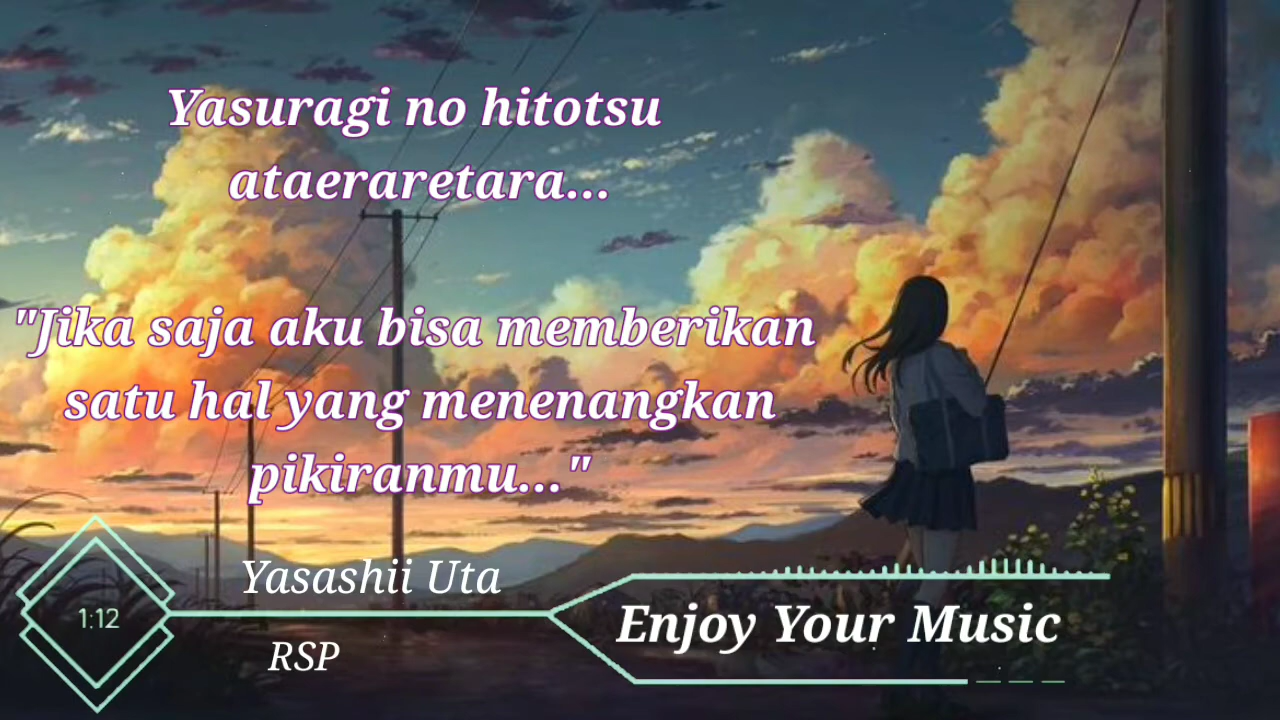 Yasuragi no hitotsu
ataeraretara...
"Jika saja aku bisa memberikan
satu hal yang menenangkan
pikiranmu..."
Yasashii Uta
1:12
Enjoy Your Music
RSP